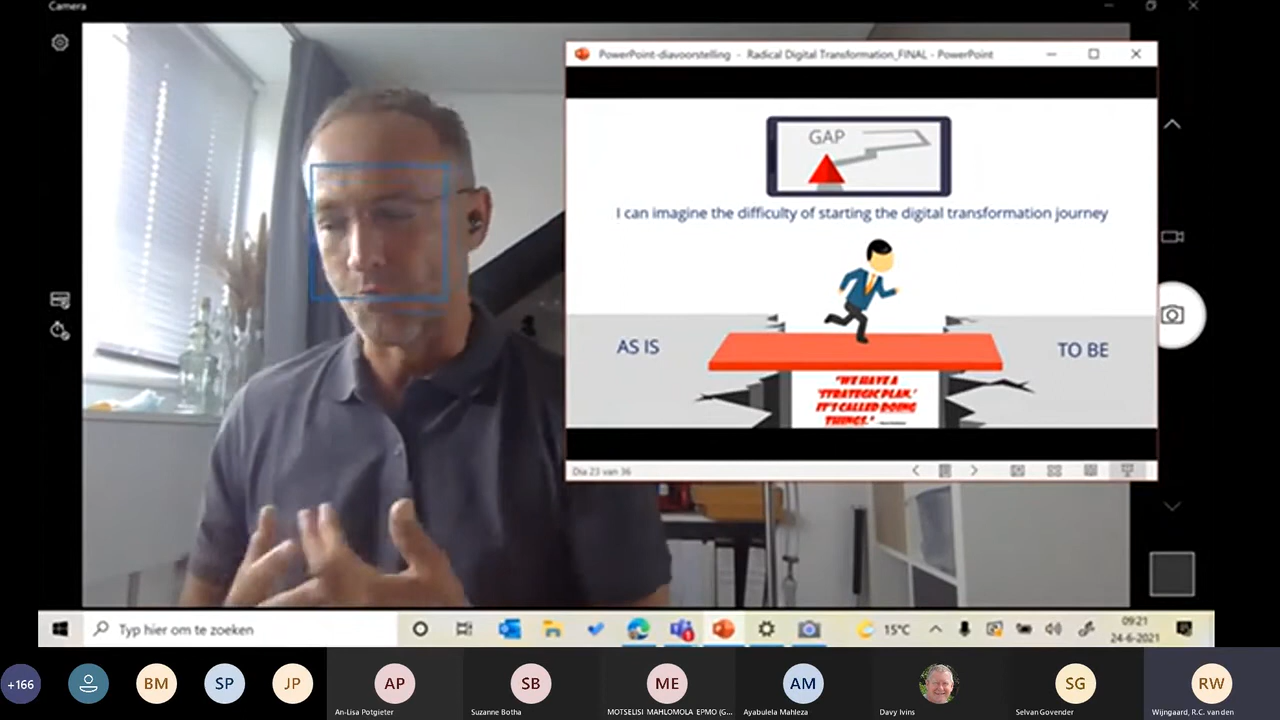 Camera
PowerPoint-diavoorstelling - Radical Digital Transformation_FINAL - PowerPoint
GAP
I can imagine the difficulty of starting the digital transformation journey
AS IS
TO BE
"WE HAVE A
'STRATEGIC PLAN.'
IT'S CALLED DOING
THINGS."
Dia 23 van 36
Typ hier om te zoeken
15°C
09:21
24-6-2021
+166
BM
SP
JP
AP
SB
ME
AM
SG
RW
An-Lisa Potgieter
Suzanne Botha
MOTSELISI MAHLOMOLA EPMO (G...
Ayabulela Mahleza
Davy Ivins
Selvan Govender
Wijngaard, R.C. van den